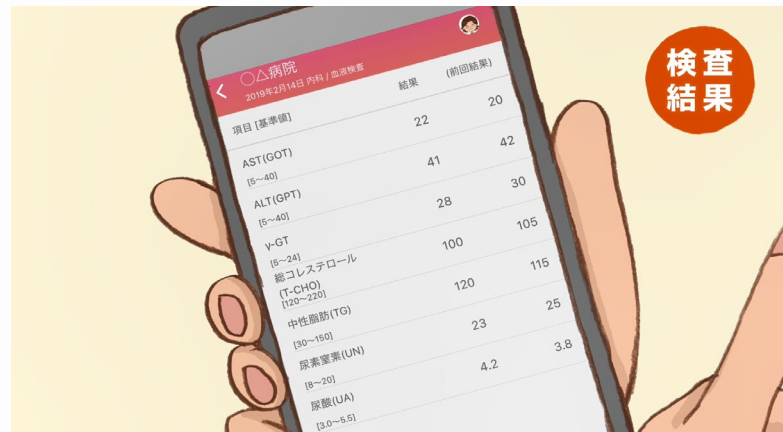 ○△病院
2019年2月14日 内科 / 血液検査
項目 [基準値] 結果 (前回結果)
AST(GOT) 22 20
[5〜40]
ALT(GPT) 41 42
[5〜40]
γ-GT 28 30
[5〜24]
総コレステロール 100 105
(T-CHO)
[120〜220]
中性脂肪(TG) 120 115
[30〜150]
尿素窒素(UN) 23 25
[8〜20]
尿酸(UA) 4.2 3.8
[3.0〜5.5]
検査
結果